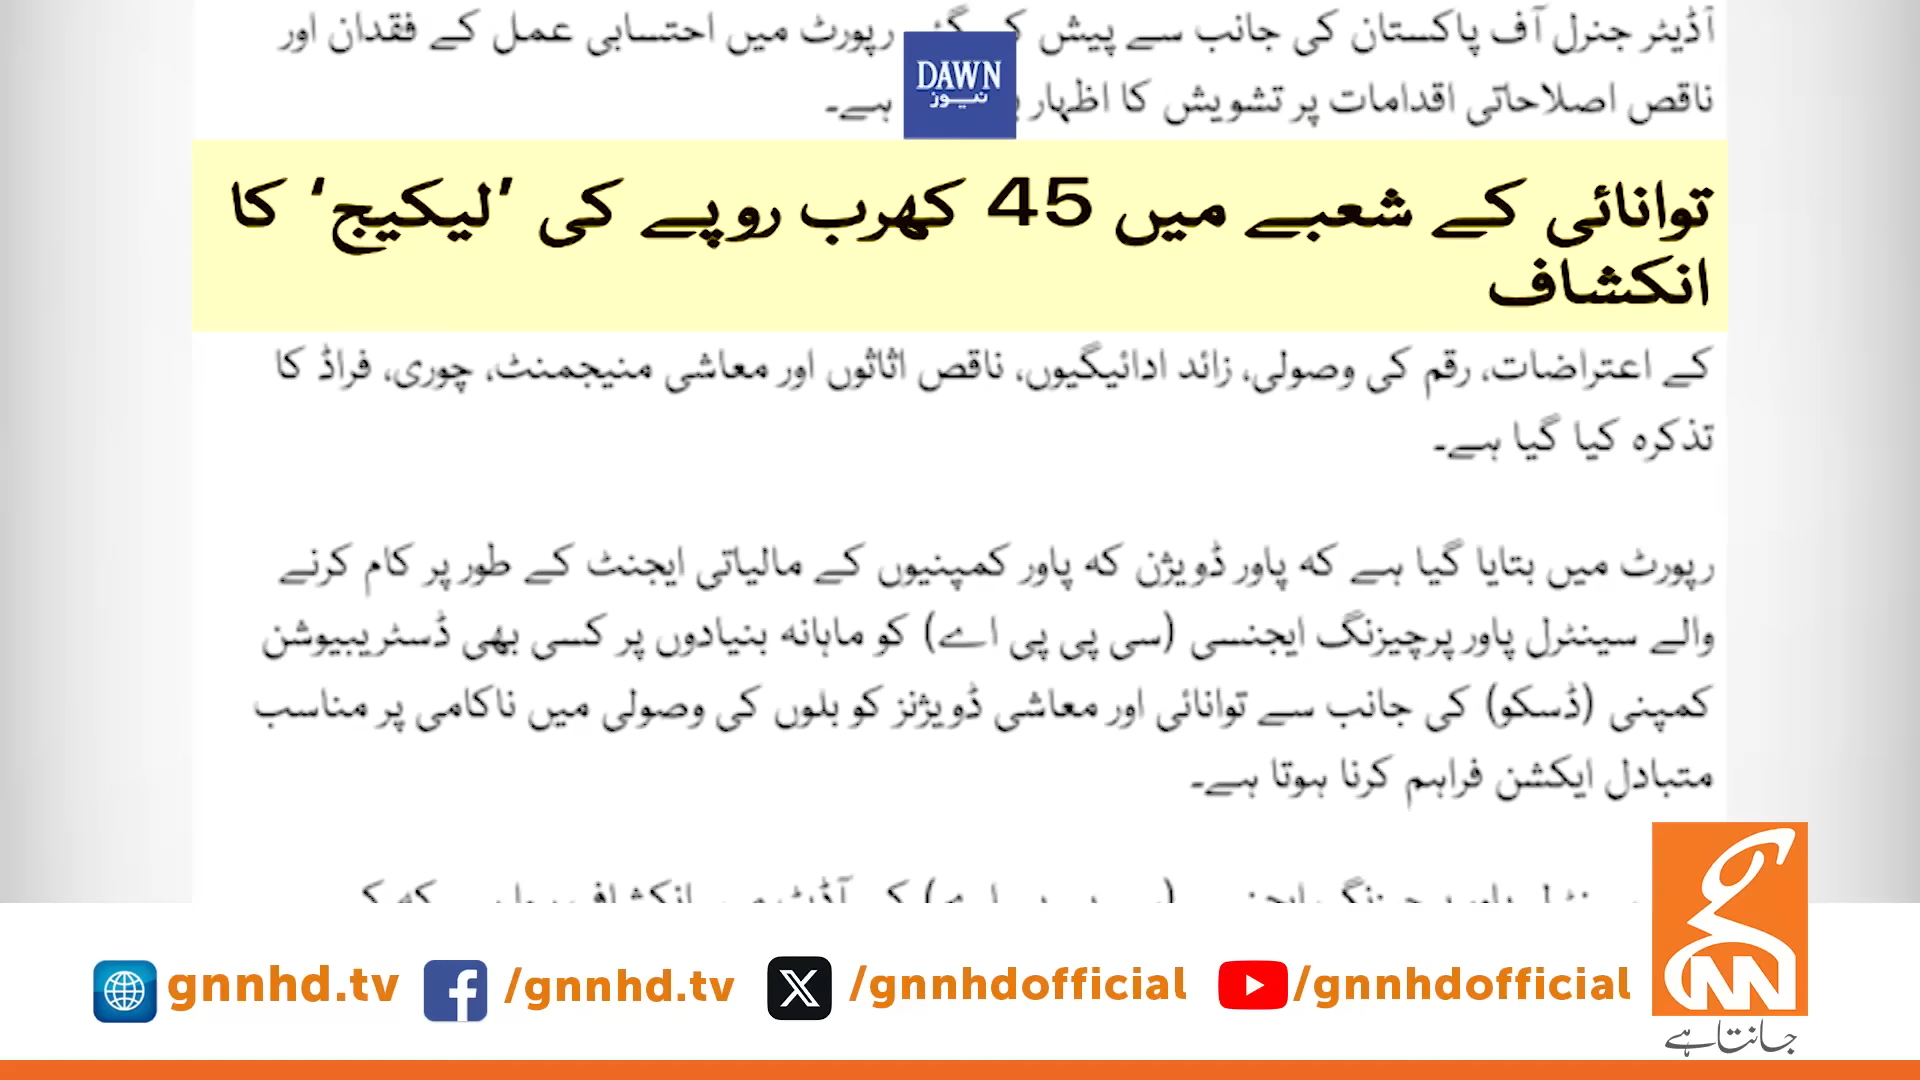 آڈیٹر جنرل آف پاکستان کی جانب سے پیش رپورٹ میں احتسابی عمل کے فقدان اور
DAWN
نیوز
ناقص اصلاحاتی اقدامات پر تشویش کا اظہار ہے۔
توانائی کے شعبے میں 45 کھرب روپے کی ’لیکیج‘ کا
انکشاف
کے اعتراضات، رقم کی وصولی، زائد ادائیگیوں، ناقص اثاثوں اور معاشی منیجمنٹ، چوری، فراڈ کا
تذکرہ کیا گیا ہے۔
رپورٹ میں بتایا گیا ہے کہ پاور ڈویژن کہ پاور کمپنیوں کے مالیاتی ایجنٹ کے طور پر کام کرنے
والے سینٹرل پاور پرچیزنگ ایجنسی (سی پی پی اے) کو ماہانہ بنیادوں پر کسی بھی ڈسٹریبیوشن
کمپنی (ڈسکو) کی جانب سے توانائی اور معاشی ڈویژنز کو بلوں کی وصولی میں ناکامی پر مناسب
متبادل ایکشن فراہم کرنا ہوتا ہے۔
gnnhd.tv /gnnhd.tv /gnnhdofficial /gnnhdofficial
GNN
جانتا ہے